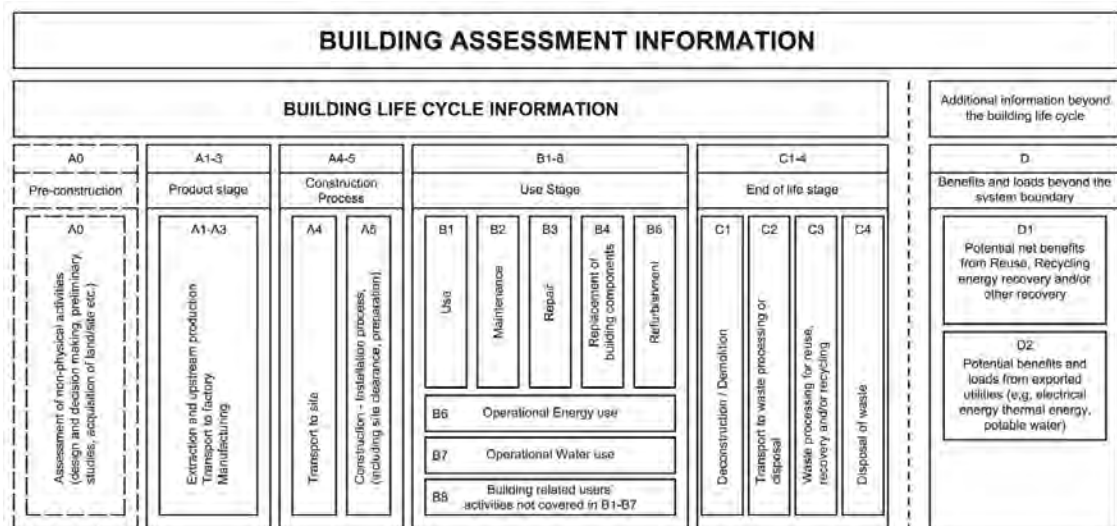 BUILDING ASSESSMENT INFORMATION
BUILDING LIFE CYCLE INFORMATION
Additional information beyond
the building life cycle
A0
Pre-construction
A0
Assessment of non-physical activities
(design and decision making, preliminary,
studies, acquisition of land/site etc.)
A1-3
Product stage
A1-A3
Extraction and upstream production
Transport to factory
Manufacturing
A4-5
Construction
Process
A4
Transport to site
A5
Construction - Installation process,
(including site clearance, preparation)
B1-8
Use Stage
B1
Use
B2
Maintenance
B3
Repair
B4
Replacement of
building components
Refurbishment
B6 Operational Energy use
B7 Operational Water use
B8 Building related users'
activities not covered in B1-B7
C1-4
End of life stage
C1
Deconstruction / Demolition
C2
Transport to waste processing or
disposal
C3
Waste processing for reuse,
recovery and/or recycling
C4
Disposal of waste
D
Benefits and loads beyond the
system boundary
D1
Potential net benefits
from Reuse, Recycling
energy recovery and/or
other recovery
D2
Potential benefits and
loads from exported
utilities (e.g. electrical
energy thermal energy,
potable water)